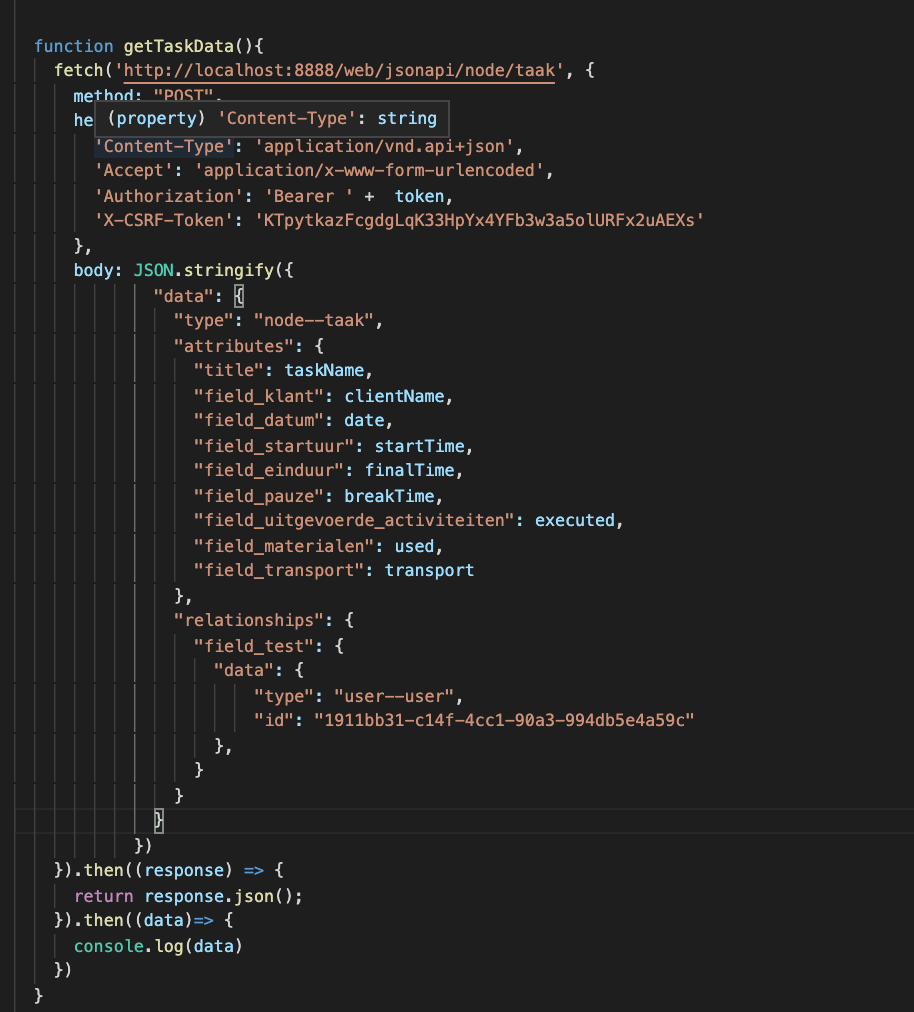 function getTaskData(){
fetch('http://localhost:8888/web/jsonapi/node/taak', {
method: "POST",
he
(property) 'Content-Type': string
'Content-Type': 'application/vnd.api+json',
'Accept': 'application/x-www-form-urlencoded',
'Authorization': 'Bearer ' +  token,
'X-CSRF-Token': 'KTpytkazFcgdgLqK33HpYx4YFb3w3a5olURFx2uAEXs'
},
body: JSON.stringify({
"data": {
"type": "node--taak",
"attributes": {
"title": taskName,
"field_klant": clientName,
"field_datum": date,
"field_startuur": startTime,
"field_einduur": finalTime,
"field_pauze": breakTime,
"field_uitgevoerde_activiteiten": executed,
"field_materialen": used,
"field_transport": transport
},
"relationships": {
"field_test": {
"data": {
"type": "user--user",
"id": "1911bb31-c14f-4cc1-90a3-994db5e4a59c"
},
}
}
}
})
}).then((response) => {
return response.json();
}).then((data)=> {
console.log(data)
})
}